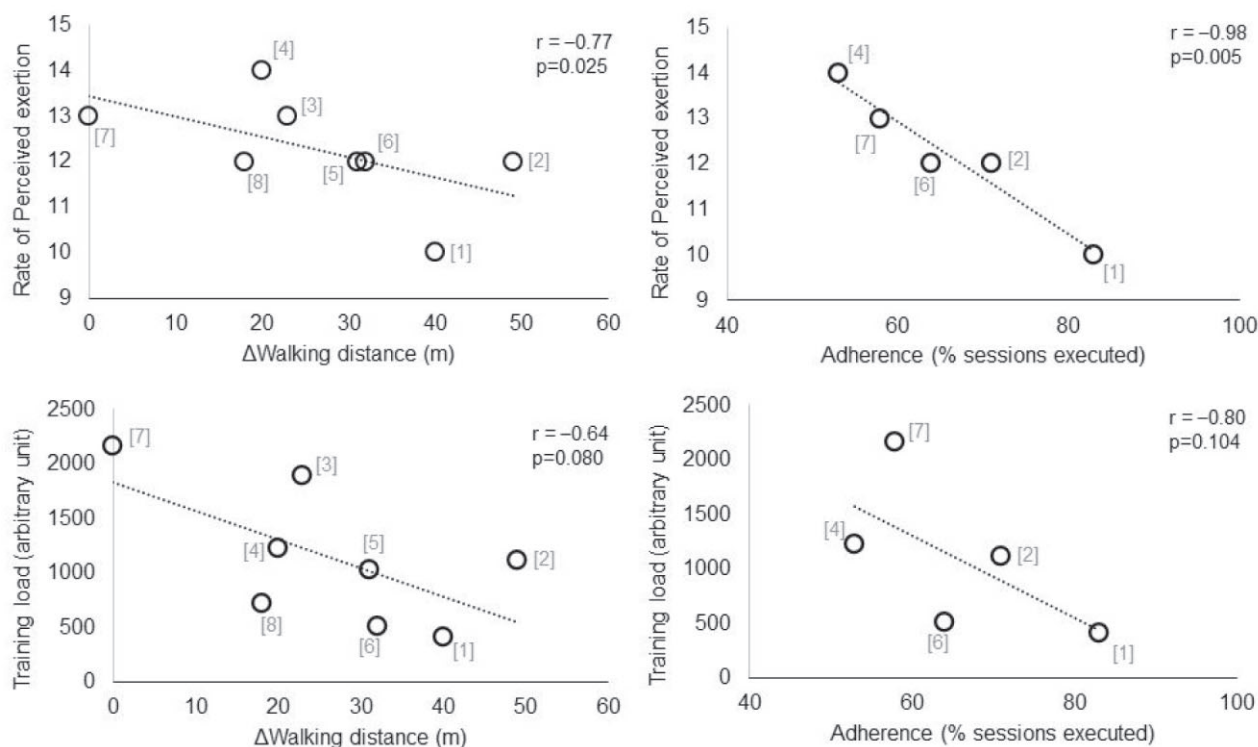 15
14
13
12
11
10
9
Rate of Perceived exertion
0 10 20 30 40 50 60
ΔWalking distance (m)
r = –0.77
p=0.025
[4]
[3]
[7]
[6]
[8]
[5]
[2]
[1]
15
14
13
12
11
10
9
Rate of Perceived exertion
40 60 80 100
Adherence (% sessions executed)
r = –0.98
p=0.005
[4]
[7]
[2]
[6]
[1]
2500
2000
1500
1000
500
0
Training load (arbitrary unit)
0 10 20 30 40 50 60
ΔWalking distance (m)
r = –0.64
p=0.080
[7]
[3]
[4]
[5]
[2]
[8]
[6]
[1]
2500
2000
1500
1000
500
0
Training load (arbitrary unit)
40 60 80 100
Adherence (% sessions executed)
r = –0.80
p=0.104
[7]
[4]
[2]
[6]
[1]